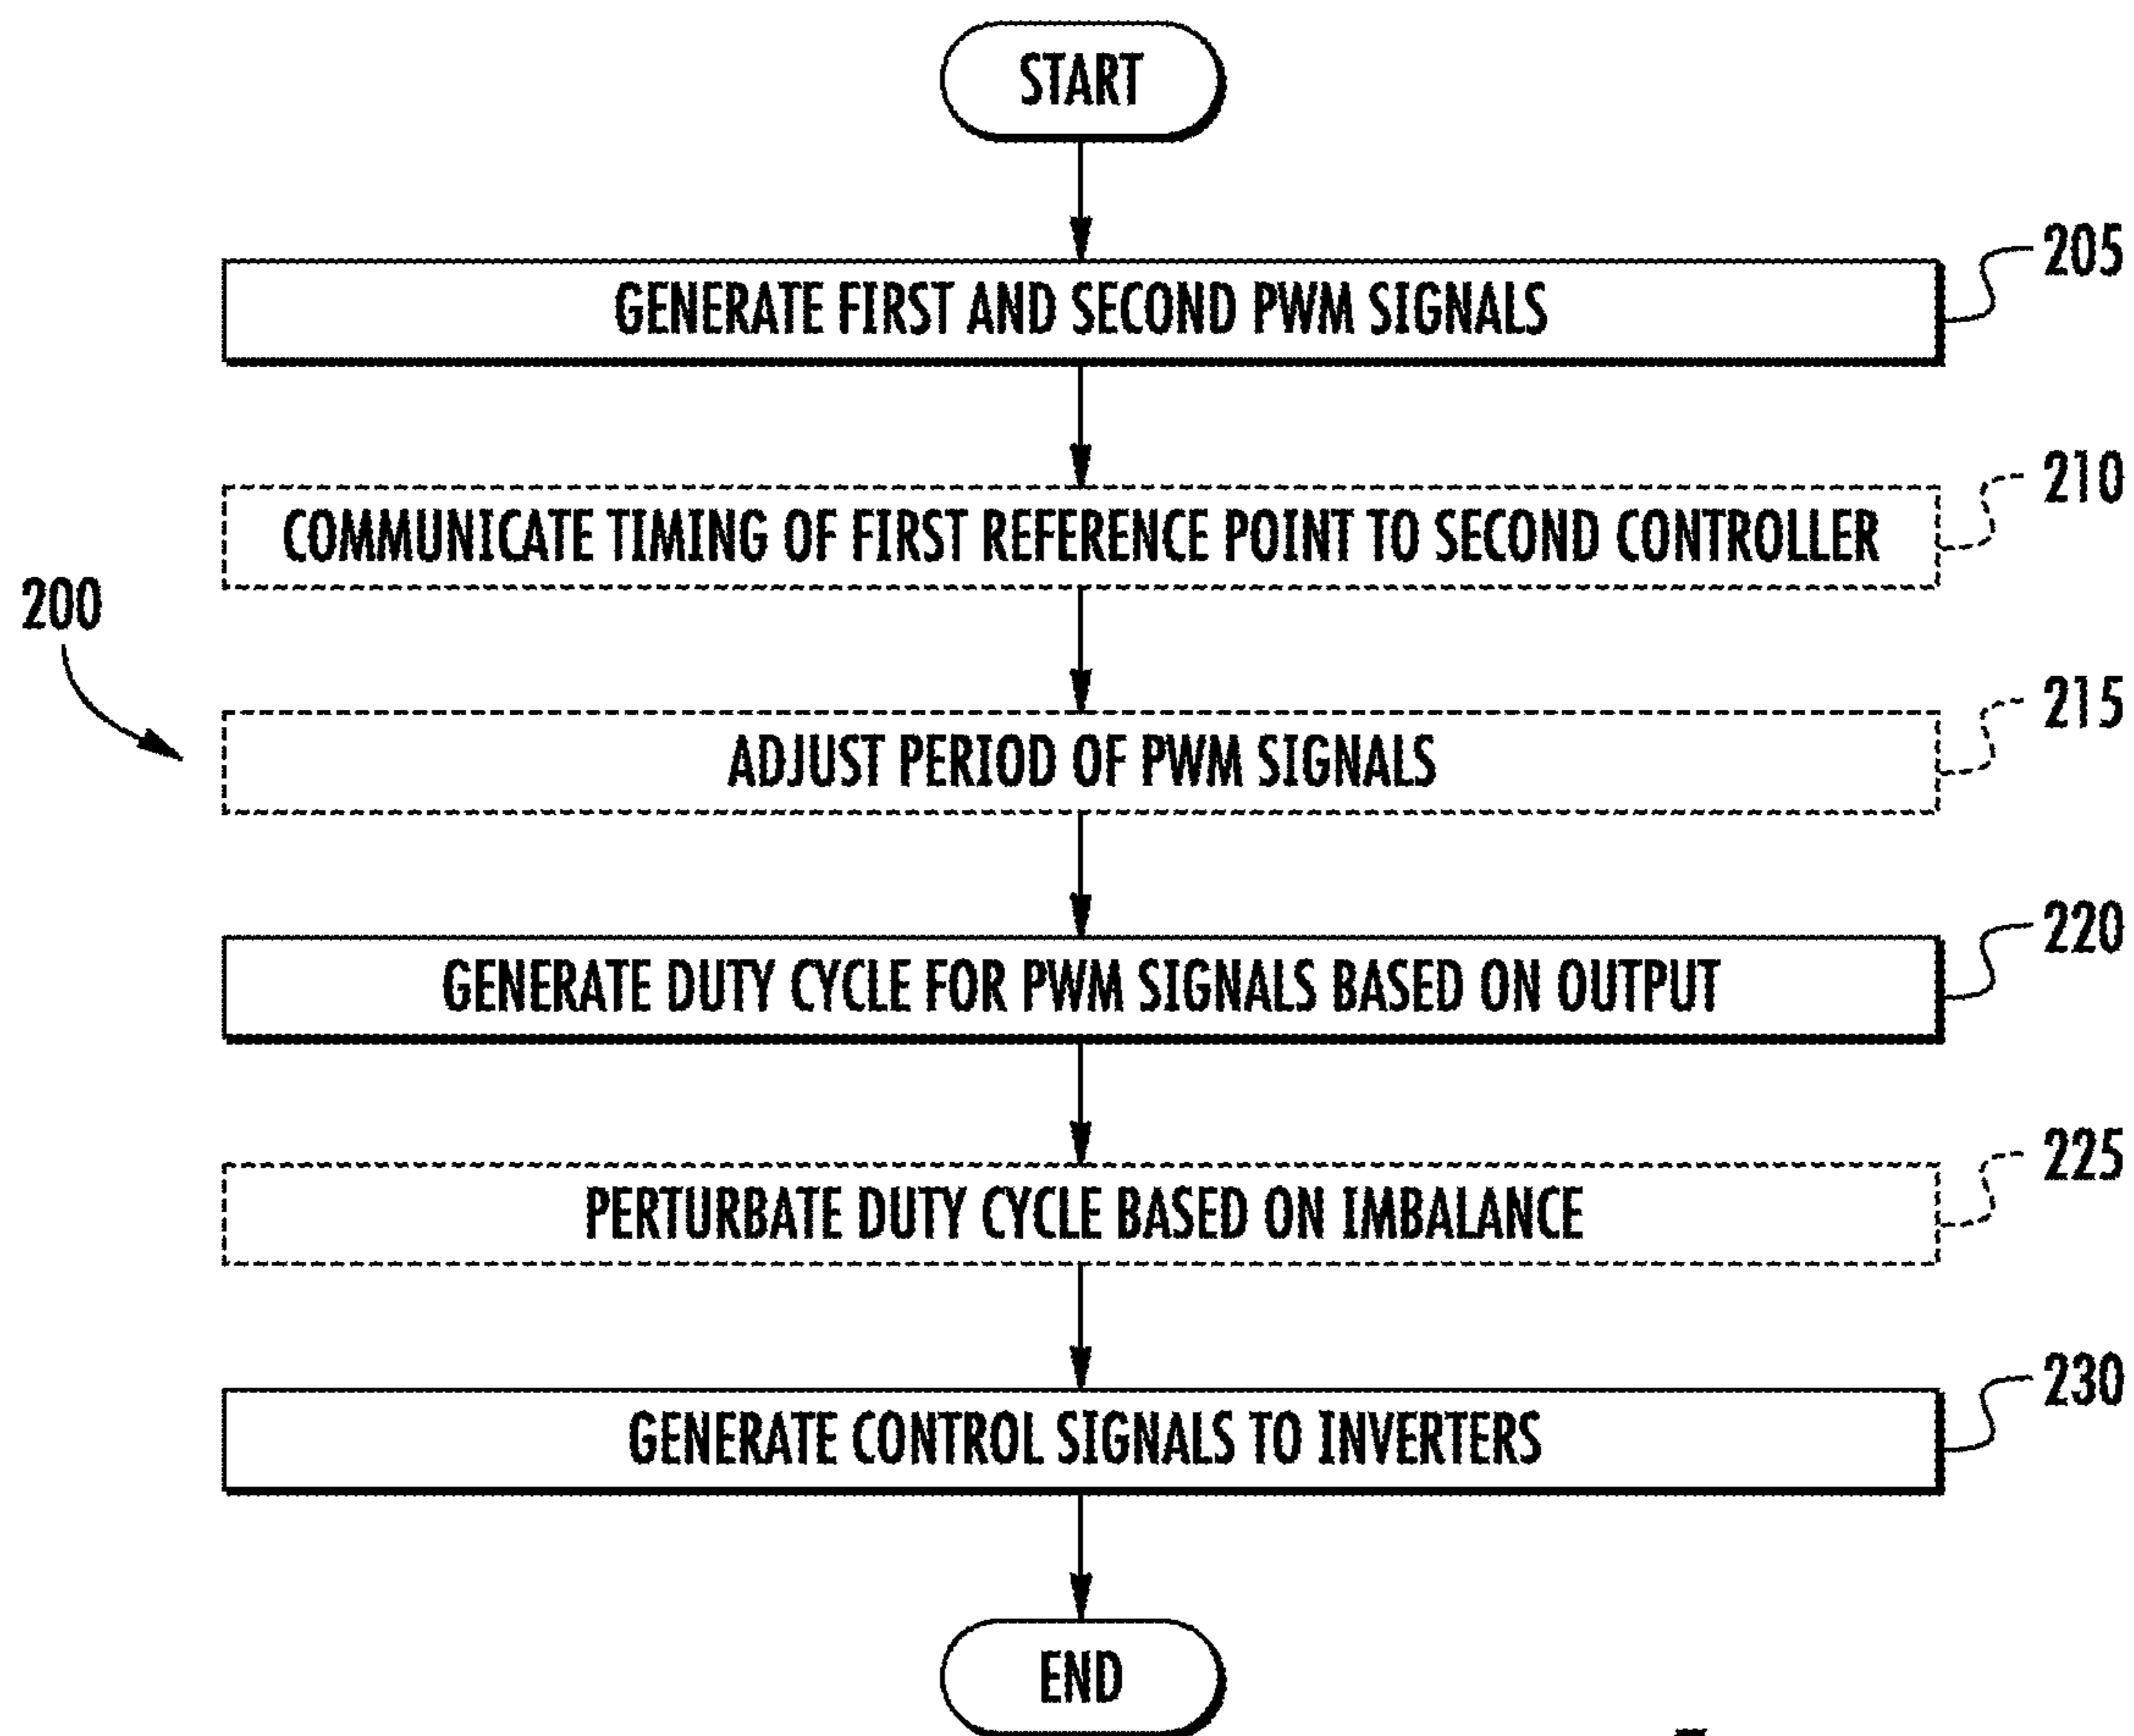 START
GENERATE FIRST AND SECOND PWM SIGNALS
205
COMMUNICATE TIMING OF FIRST REFERENCE POINT TO SECOND CONTROLLER
210
200
ADJUST PERIOD OF PWM SIGNALS
215
GENERATE DUTY CYCLE FOR PWM SIGNALS BASED ON OUTPUT
220
PERTURBATE DUTY CYCLE BASED ON IMBALANCE
225
GENERATE CONTROL SIGNALS TO INVERTERS
230
END